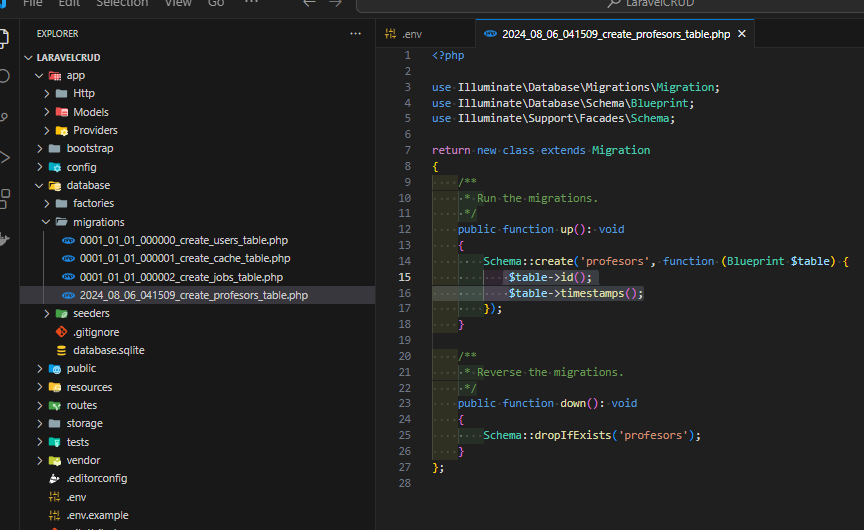 File Edit Selection View Go ··· LaravelCRUD
EXPLORER ···
LARAVELCRUD
app
Http
Models
Providers
bootstrap
config
database
factories
migrations
0001_01_01_000000_create_users_table.php
0001_01_01_000001_create_cache_table.php
0001_01_01_000002_create_jobs_table.php
2024_08_06_041509_create_profesors_table.php
seeders
.gitignore
database.sqlite
public
resources
routes
storage
tests
vendor
.editorconfig
.env
.env.example
.env
2024_08_06_041509_create_profesors_table.php
1 <?php
2
3 use Illuminate\Database\Migrations\Migration;
4 use Illuminate\Database\Schema\Blueprint;
5 use Illuminate\Support\Facades\Schema;
6
7 return new class extends Migration
8 {
9 /**
10 * Run the migrations.
11 */
12 public function up(): void
13 {
14 Schema::create('profesors', function (Blueprint $table) {
15 $table->id();
16 $table->timestamps();
17 });
18 }
19
20 /**
21 * Reverse the migrations.
22 */
23 public function down(): void
24 {
25 Schema::dropIfExists('profesors');
26 }
27 };
28